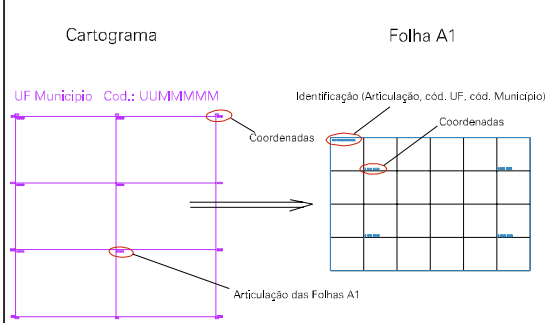 Cartograma
Folha A1
UF Município Cod.: UUMMMMM
Identificação (Articulação, cód. UF, cód. Município)
Coordenadas
Coordenadas
Articulação das Folhas A1